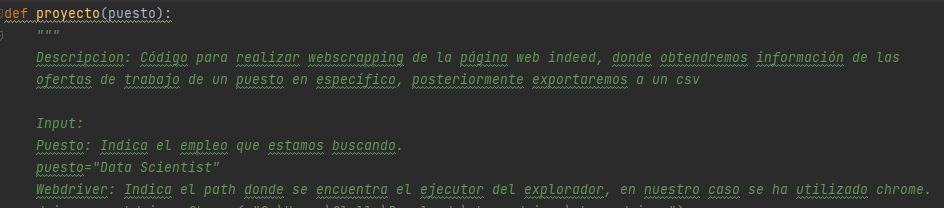 def proyecto(puesto):
"""
Descripcion: Código para realizar webscrapping de la página web indeed, donde obtendremos información de las
ofertas de trabajo de un puesto en específico, posteriormente exportaremos a un csv
Input:
Puesto: Indica el empleo que estamos buscando.
puesto="Data Scientist"
Webdriver: Indica el path donde se encuentra el ejecutor del explorador, en nuestro caso se ha utilizado chrome.